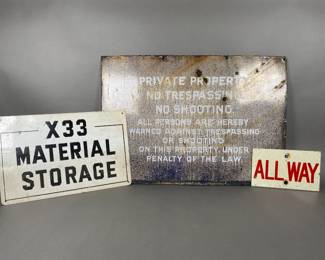 PRIVATE PROPERTY
NO TRESPASSING
NO SHOOTING.
ALL PERSONS ARE HEREBY
WARNED AGAINST TRESPASSING
OR SHOOTING
ON THIS PROPERTY, UNDER
PENALTY OF THE LAW.
X33
MATERIAL
STORAGE
ALL WAY